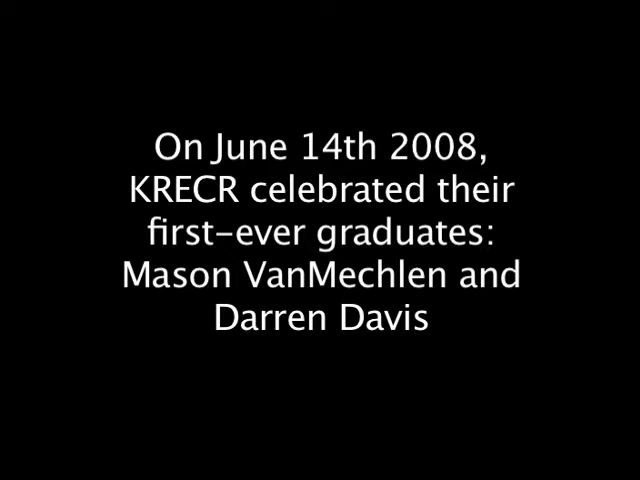 On June 14th 2008,
KRECR celebrated their
first-ever graduates:
Mason VanMechlen and
Darren Davis